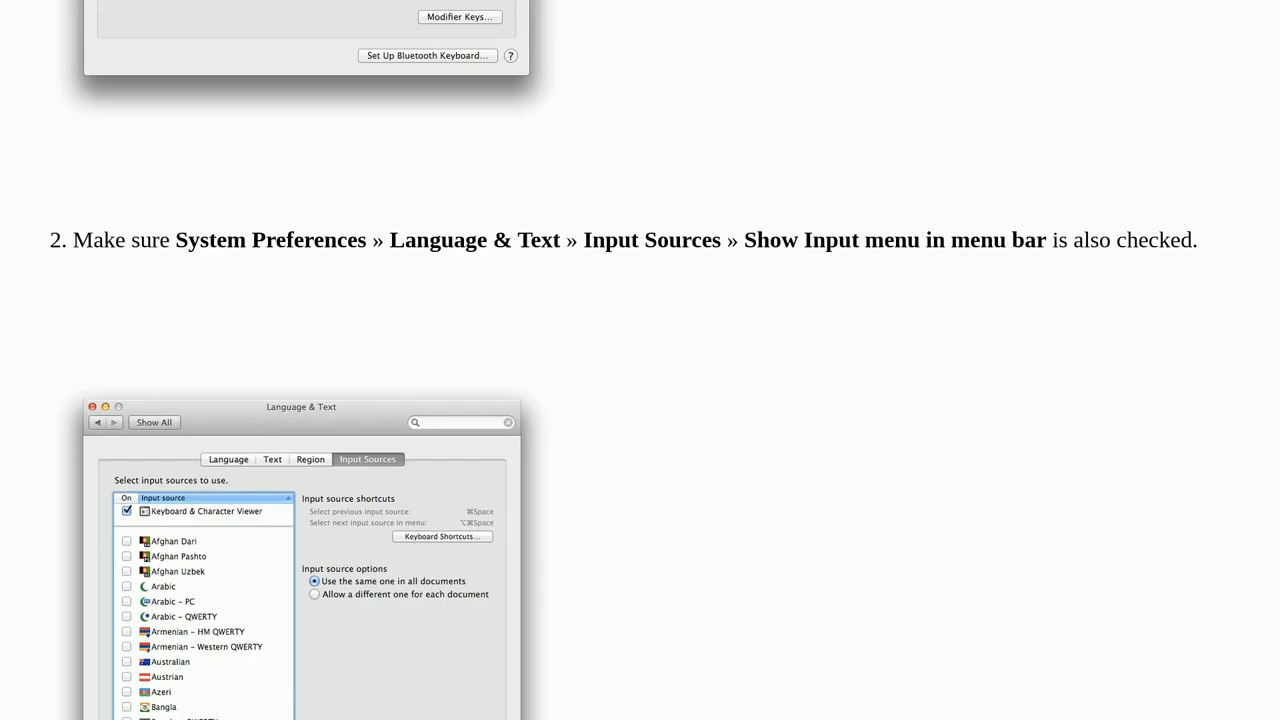 Modifier Keys...
Set Up Bluetooth Keyboard... ?
2. Make sure System Preferences » Language & Text » Input Sources » Show Input menu in menu bar is also checked.
Language & Text
Show All
Language Text Region Input Sources
Select input sources to use.
On Input source
Keyboard & Character Viewer
Afghan Dari
Afghan Pashto
Afghan Uzbek
Arabic
Arabic – PC
Arabic – QWERTY
Armenian – HM QWERTY
Armenian – Western QWERTY
Australian
Austrian
Azeri
Bangla
Input source shortcuts
Select previous input source: ⌘Space
Select next input source in menu: ⌥⌘Space
Keyboard Shortcuts...
Input source options
Use the same one in all documents
Allow a different one for each document